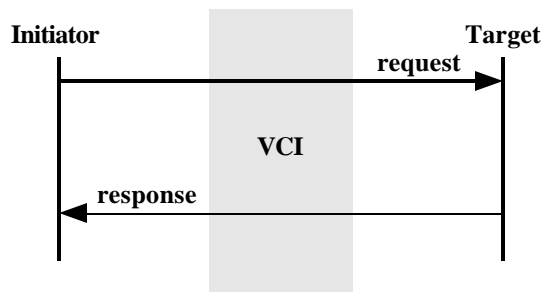 Initiator
Target
request
VCI
response